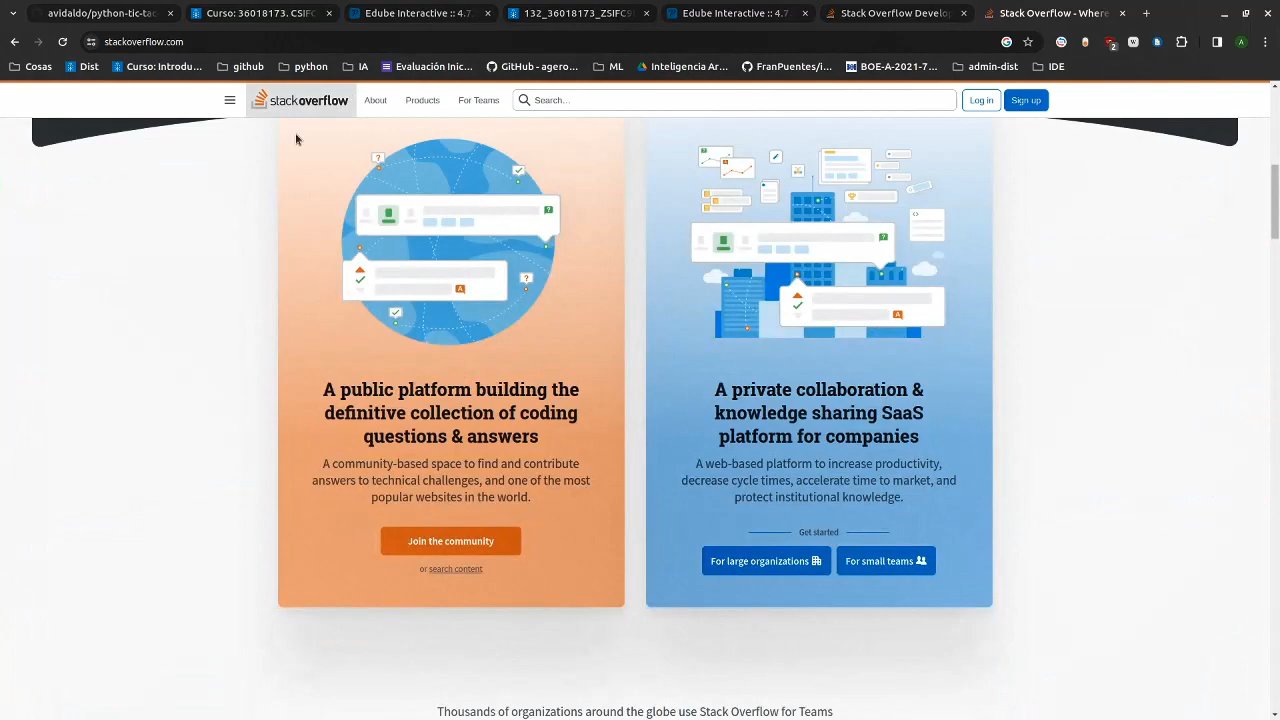 avidaldo/python-tic-tac
Curso: 36018173. CSIFC
Edube Interactive :: 4.7.
132_36018173_ZSIFC9
Edube Interactive :: 4.7.
Stack Overflow Develo
Stack Overflow - Where
stackoverflow.com
2
A
Cosas
Dist
Curso: Introdu...
github
python
IA
Evaluación Inic...
GitHub - agero...
ML
Inteligencia Ar...
FranPuentes/i...
BOE-A-2021-7...
admin-dist
IDE
stackoverflow
About
Products
For Teams
Search...
Log in
Sign up
A public platform building the
definitive collection of coding
questions & answers
A community-based space to find and contribute
answers to technical challenges, and one of the most
popular websites in the world.
Join the community
or search content
A private collaboration &
knowledge sharing SaaS
platform for companies
A web-based platform to increase productivity,
decrease cycle times, accelerate time to market, and
protect institutional knowledge.
Get started
For large organizations
For small teams
Thousands of organizations around the globe use Stack Overflow for Teams